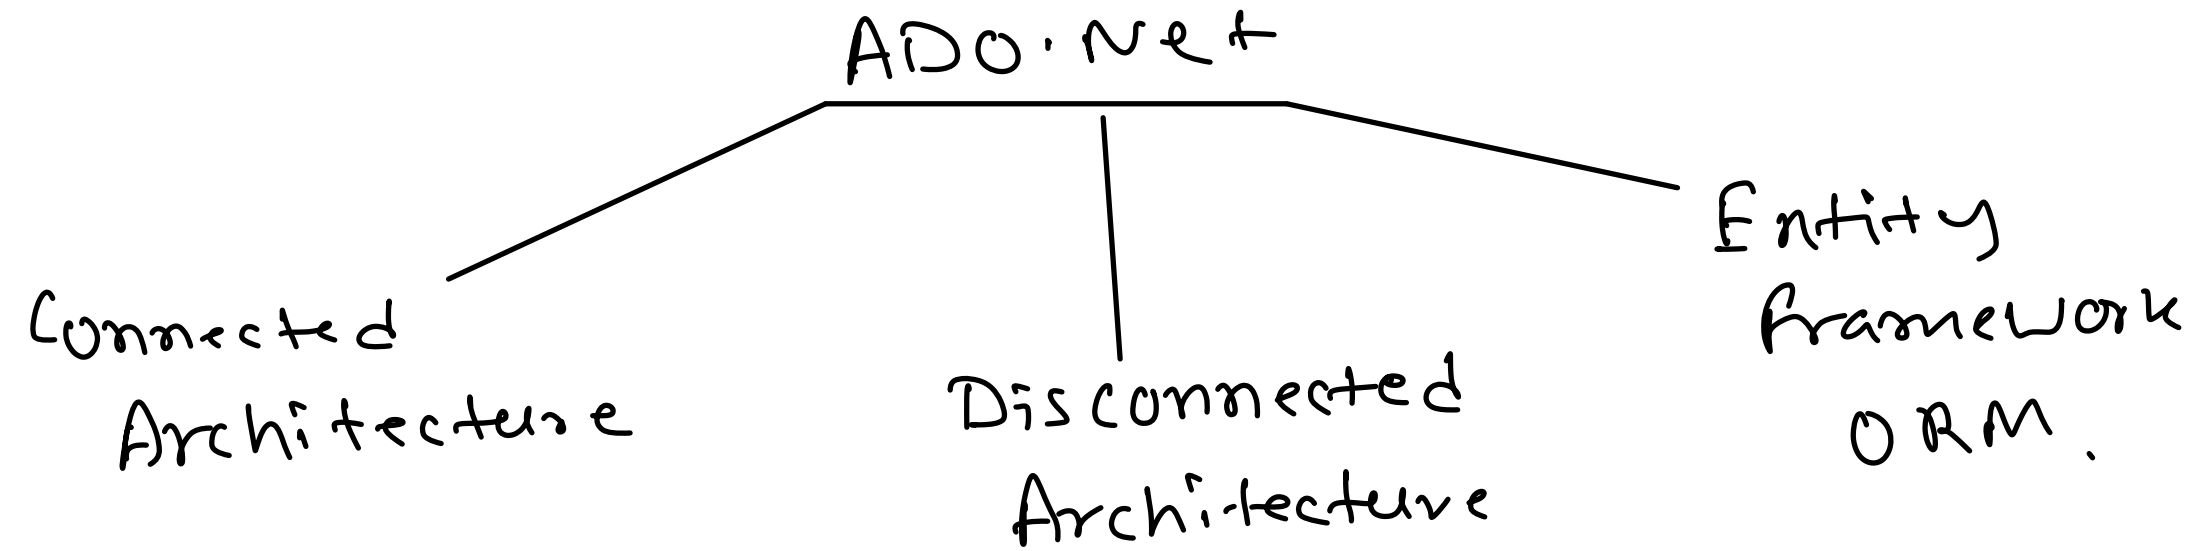 ADO.Net
Connected
Architecture
Disconnected
Architecture
Entity
framework
ORM.